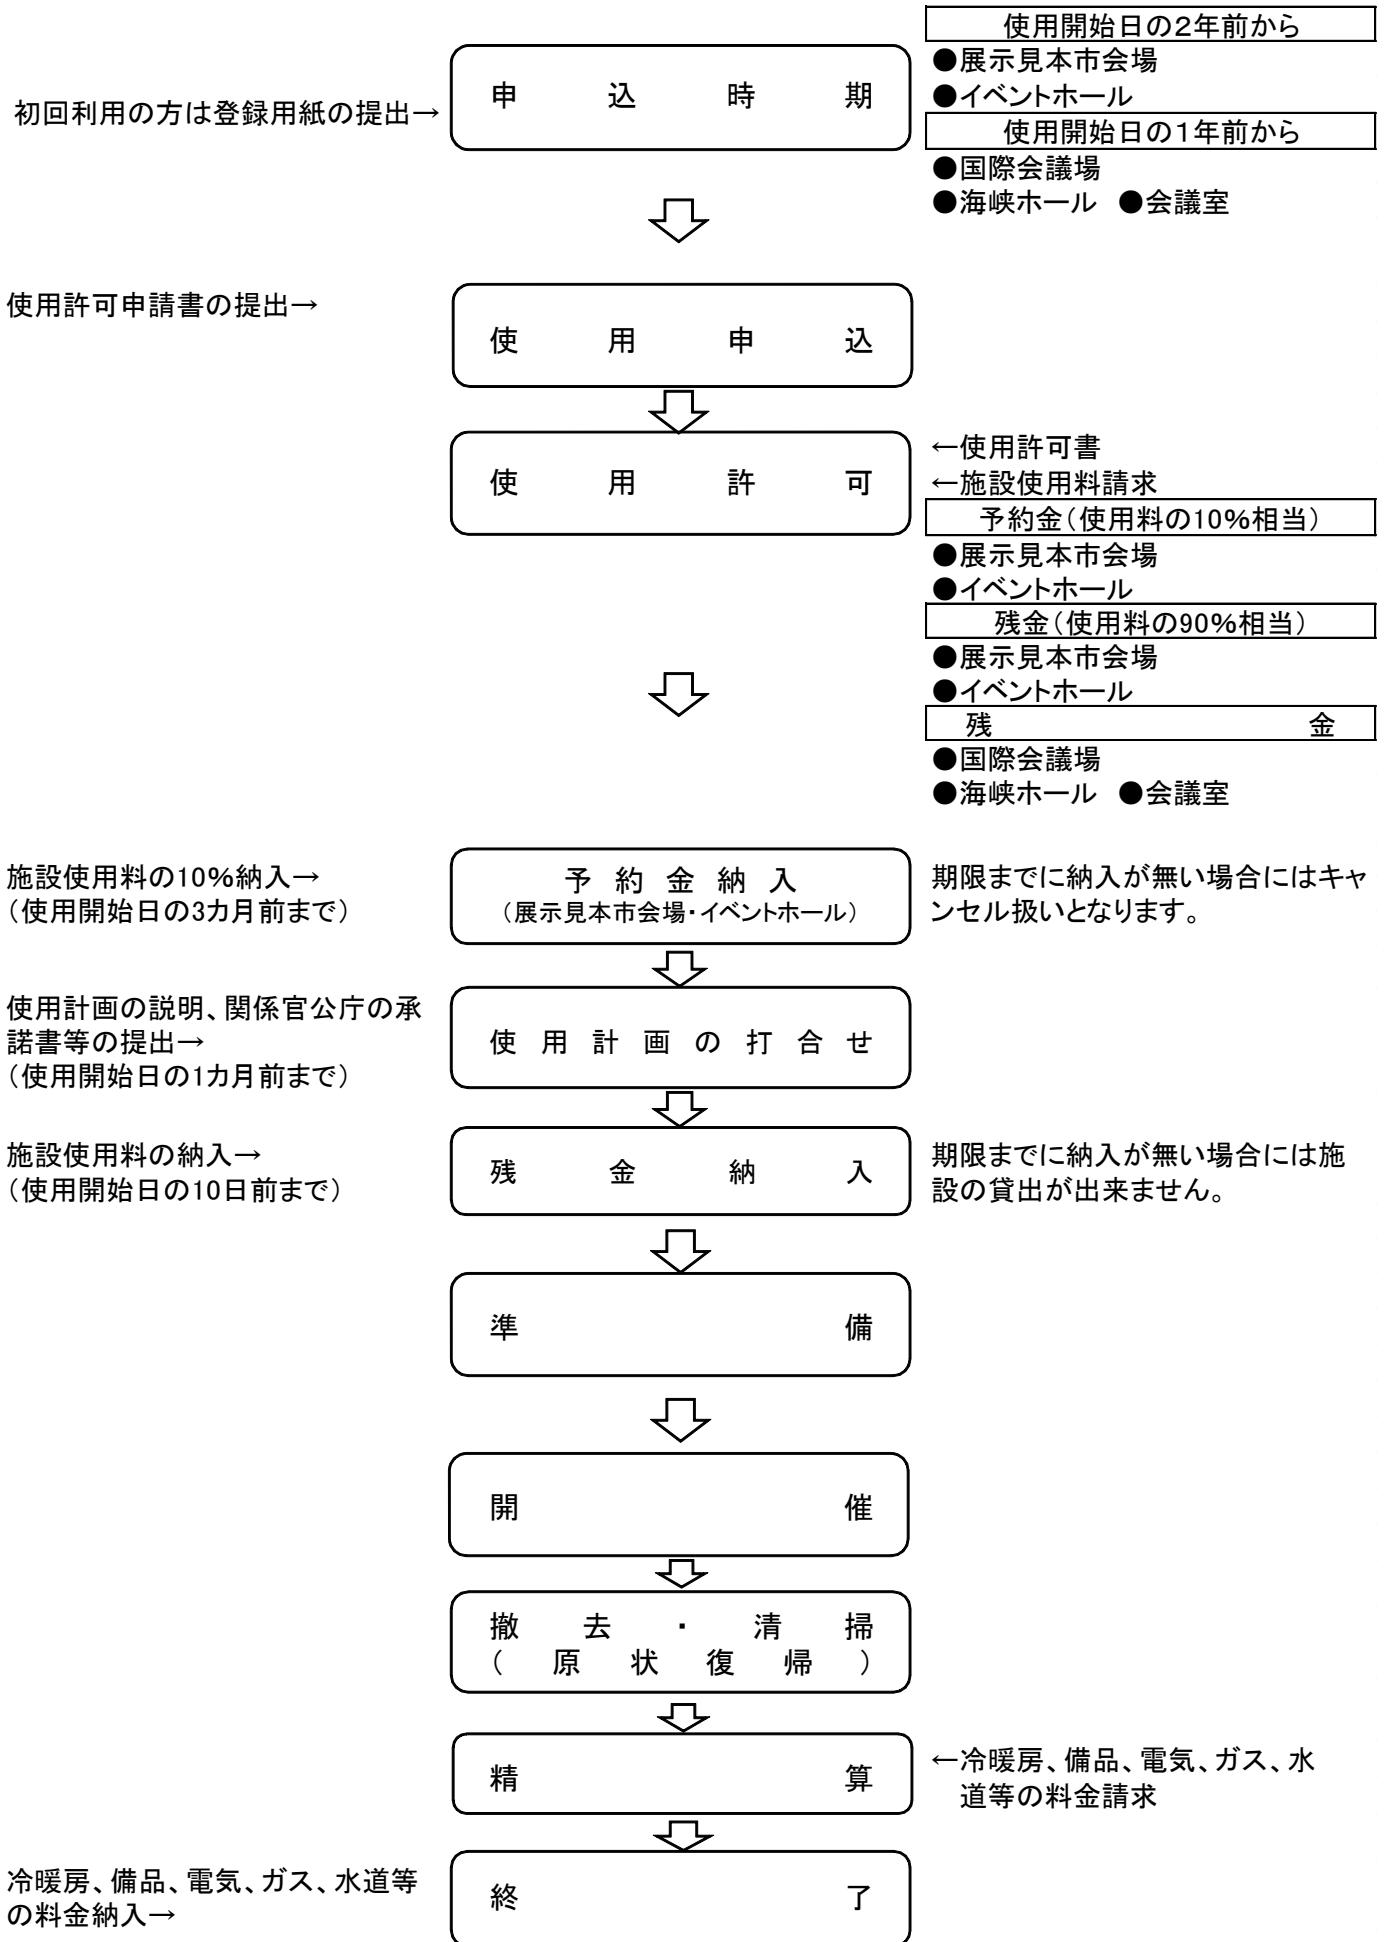 使用開始日の2年前から
●展示見本市会場
●イベントホール
初回利用の方は登録用紙の提出→
申込時期
使用開始日の1年前から
●国際会議場
●海峡ホール ●会議室
使用許可申請書の提出→
使用申込
使用許可
←使用許可書
←施設使用料請求
予約金（使用料の10％相当）
●展示見本市会場
●イベントホール
残金（使用料の90％相当）
●展示見本市会場
●イベントホール
残金
●国際会議場
●海峡ホール ●会議室
施設使用料の10％納入→
（使用開始日の3カ月前まで）
予約金納入
（展示見本市会場・イベントホール）
期限までに納入が無い場合にはキャ
ンセル扱いとなります。
使用計画の説明、関係官公庁の承
諾書等の提出→
（使用開始日の1カ月前まで）
使用計画の打合せ
施設使用料の納入→
（使用開始日の10日前まで）
残金納入
期限までに納入が無い場合には施
設の貸出が出来ません。
準備
開催
撤去・清掃
（原状復帰）
精算
←冷暖房、備品、電気、ガス、水
道等の料金請求
冷暖房、備品、電気、ガス、水道等
の料金納入→
終了